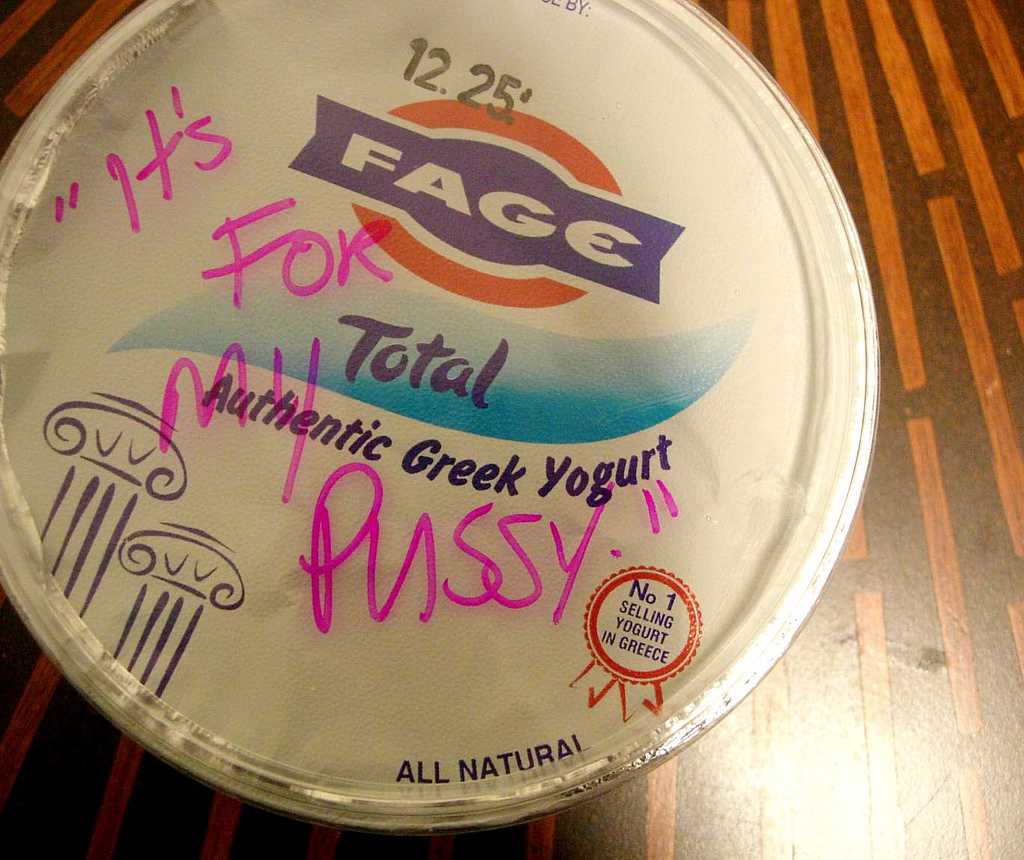 BY:
12.25:
FAGE
"It's
FOR
MY
PUSSY."
Total
Authentic Greek Yogurt
No 1
SELLING
YOGURT
IN GREECE
ALL NATURAL